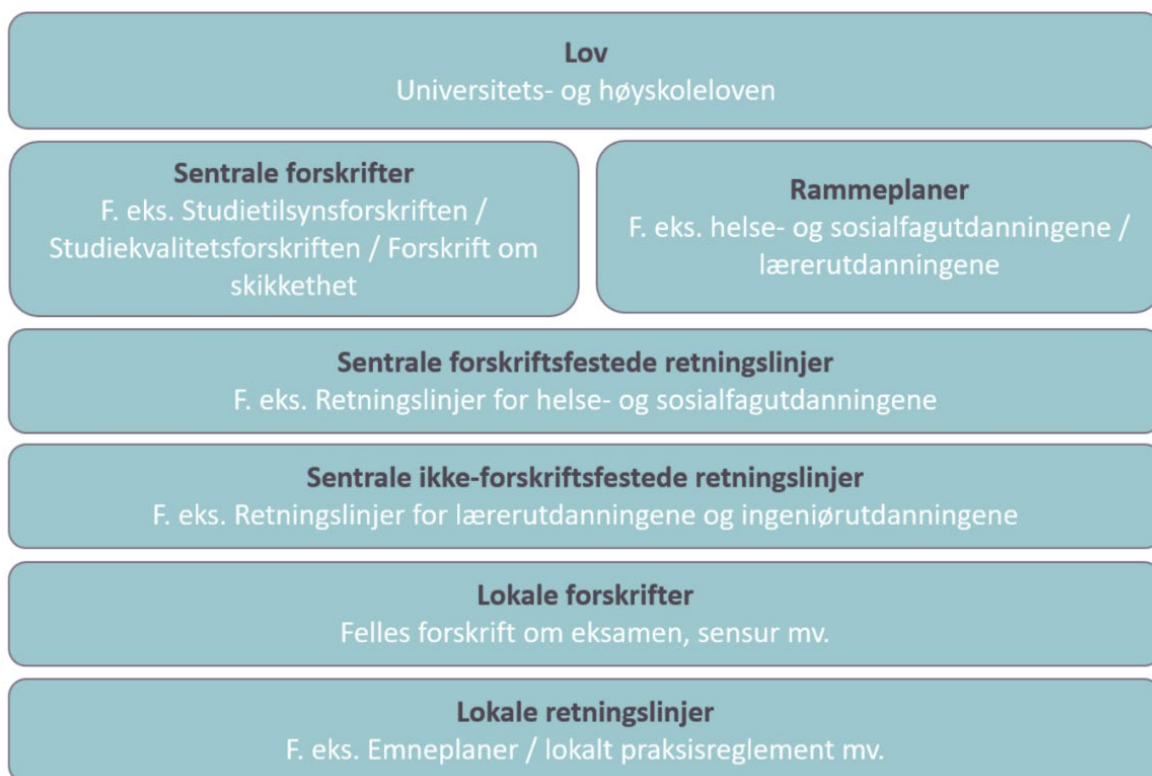 Lov
Universitets- og høyskoleloven
Sentrale forskrifter
F. eks. Studietilsynsforskriften /
Studiekvalitetsforskriften / Forskrift om
skikkethet
Rammeplaner
F. eks. helse- og sosialfagutdanningene /
lærerutdanningene
Sentrale forskriftsfestede retningslinjer
F. eks. Retningslinjer for helse- og sosialfagutdanningene
Sentrale ikke-forskriftsfestede retningslinjer
F. eks. Retningslinjer for lærerutdanningene og ingeniørutdanningene
Lokale forskrifter
Felles forskrift om eksamen, sensur mv.
Lokale retningslinjer
F. eks. Emneplaner / lokalt praksisreglement mv.